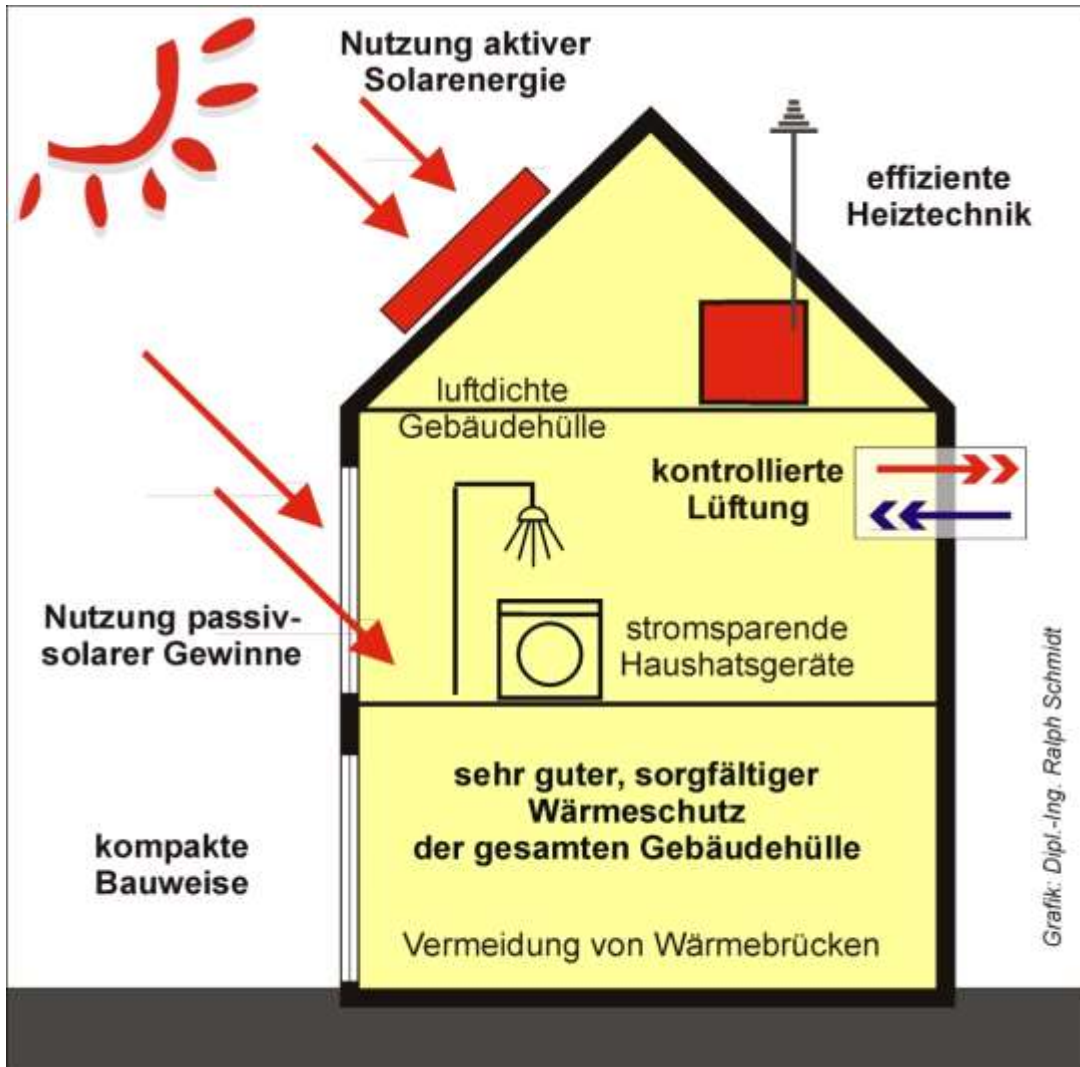 Nutzung aktiver
Solarenergie
effiziente
Heiztechnik
luftdichte
Gebäudehülle
kontrollierte
Lüftung
Nutzung passiv-
solarer Gewinne
stromsparende
Haushatsgeräte
sehr guter, sorgfältiger
Wärmeschutz
der gesamten Gebäudehülle
kompakte
Bauweise
Vermeidung von Wärmebrücken
Grafik: Dipl.-Ing. Ralph Schmidt